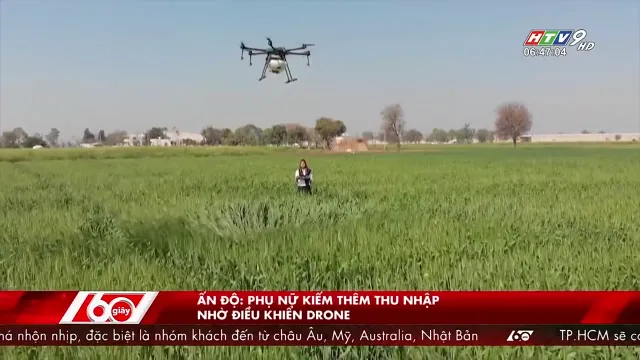 HTV9 HD
06:47:04
60 giây
ẤN ĐỘ: PHỤ NỮ KIẾM THÊM THU NHẬP
NHỜ ĐIỀU KHIỂN DRONE
há nhộn nhịp, đặc biệt là nhóm khách đến từ châu Âu, Mỹ, Australia, Nhật Bản 60 TP.HCM sẽ c